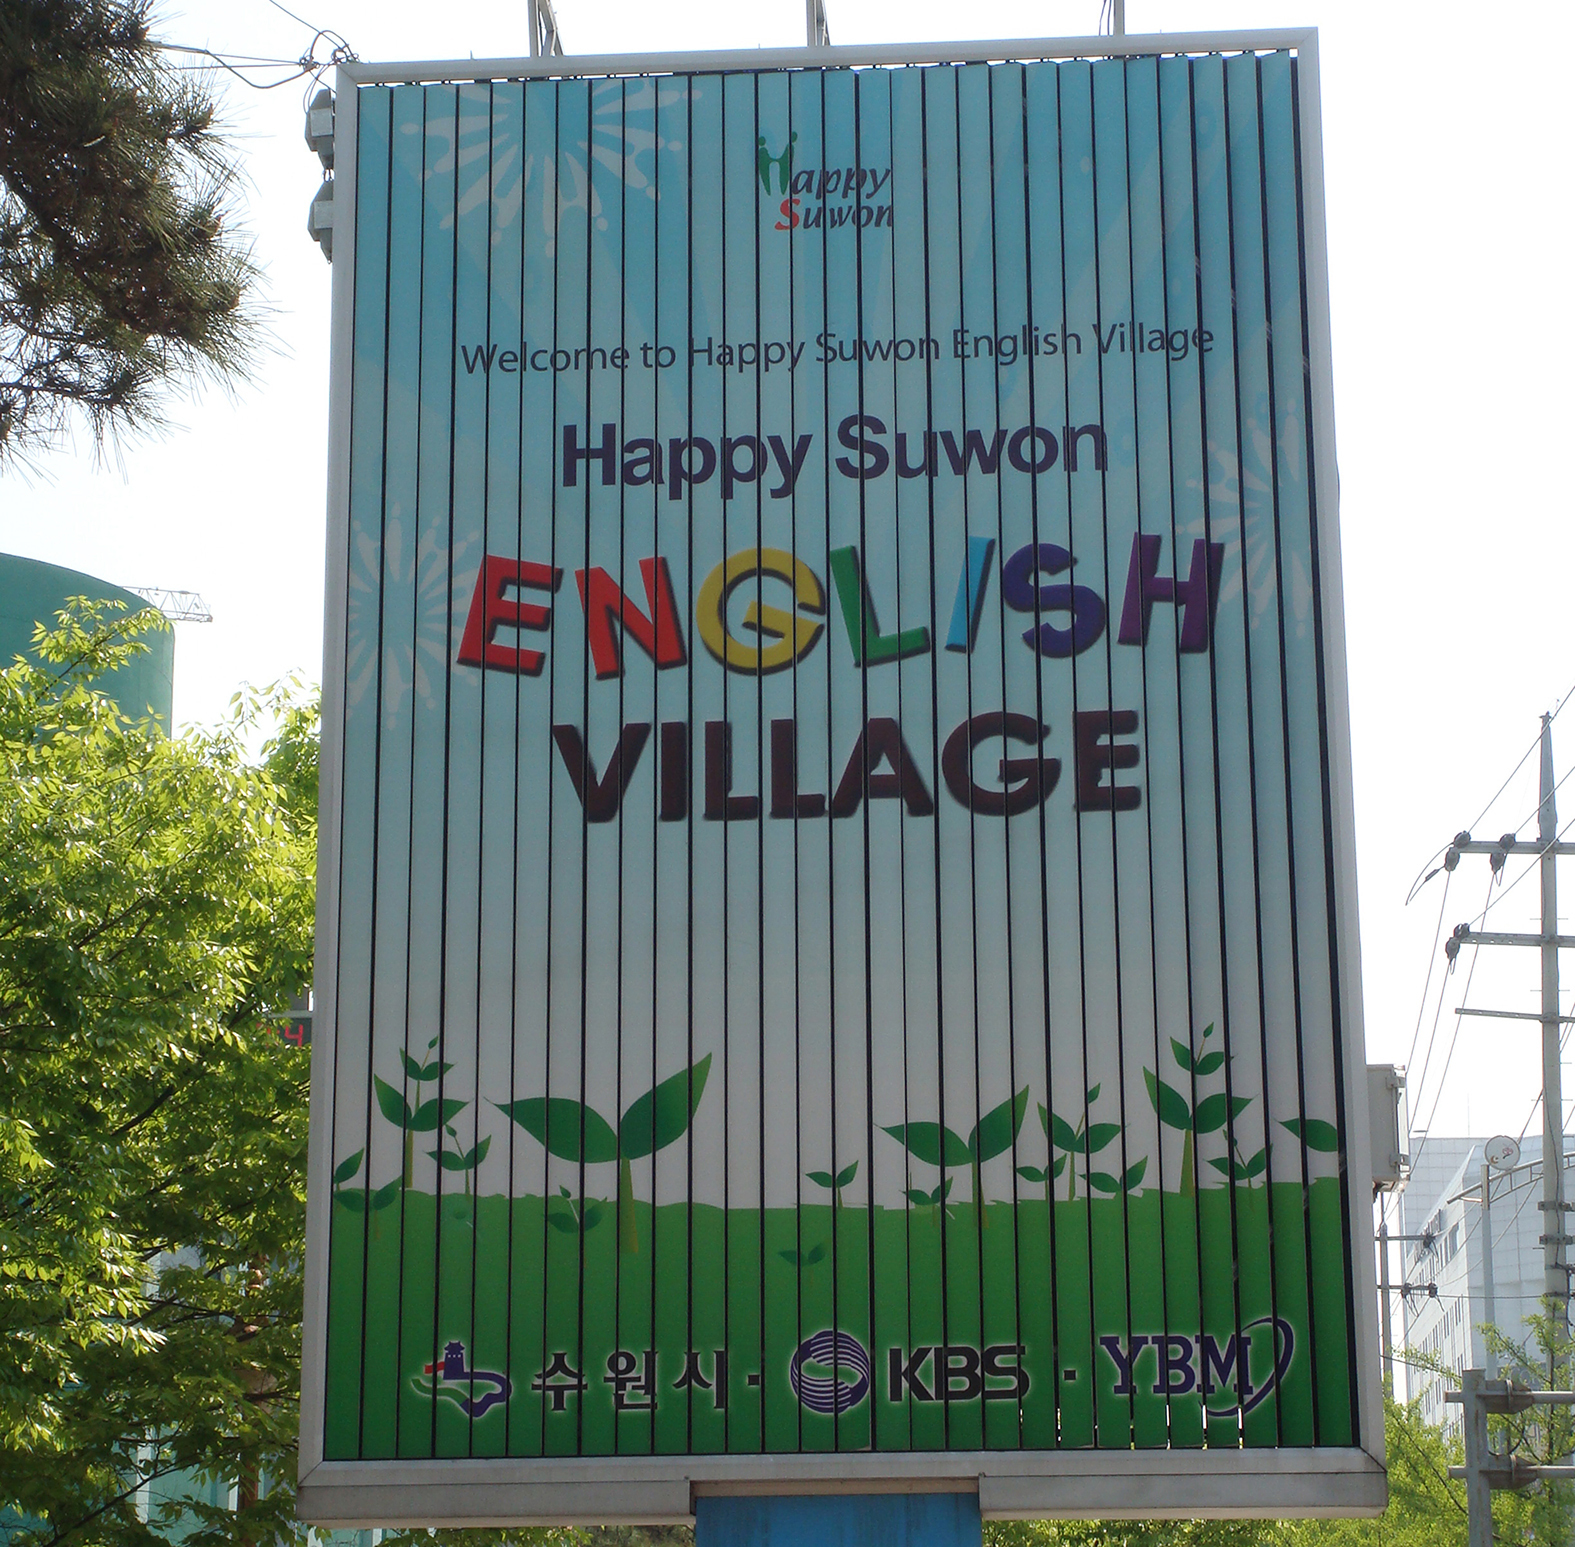 Happy
Suwon
Welcome to Happy Suwon English Village
Happy Suwon
ENGLISH
VILLAGE
수원시 · KBS · YBM